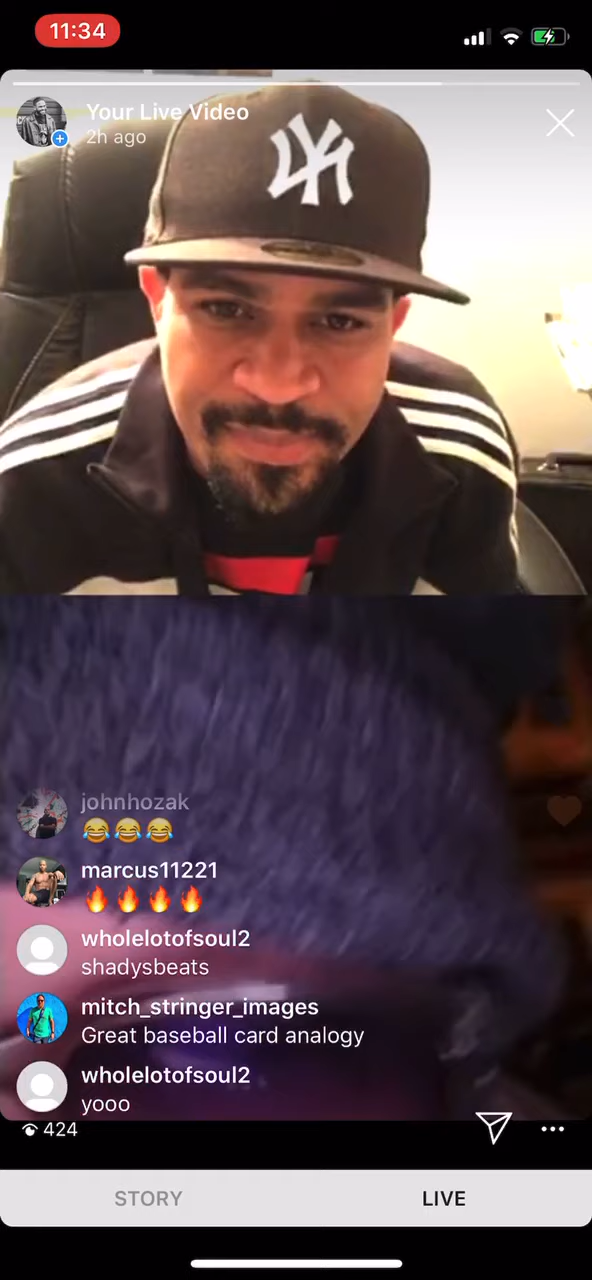 11:34
Your Live Video
2h ago
NY
johnhozak
😂😂😂
marcus11221
🔥🔥🔥🔥
wholelotofsoul2
shadysbeats
mitch_stringer_images
Great baseball card analogy
wholelotofsoul2
yooo
424
STORY
LIVE